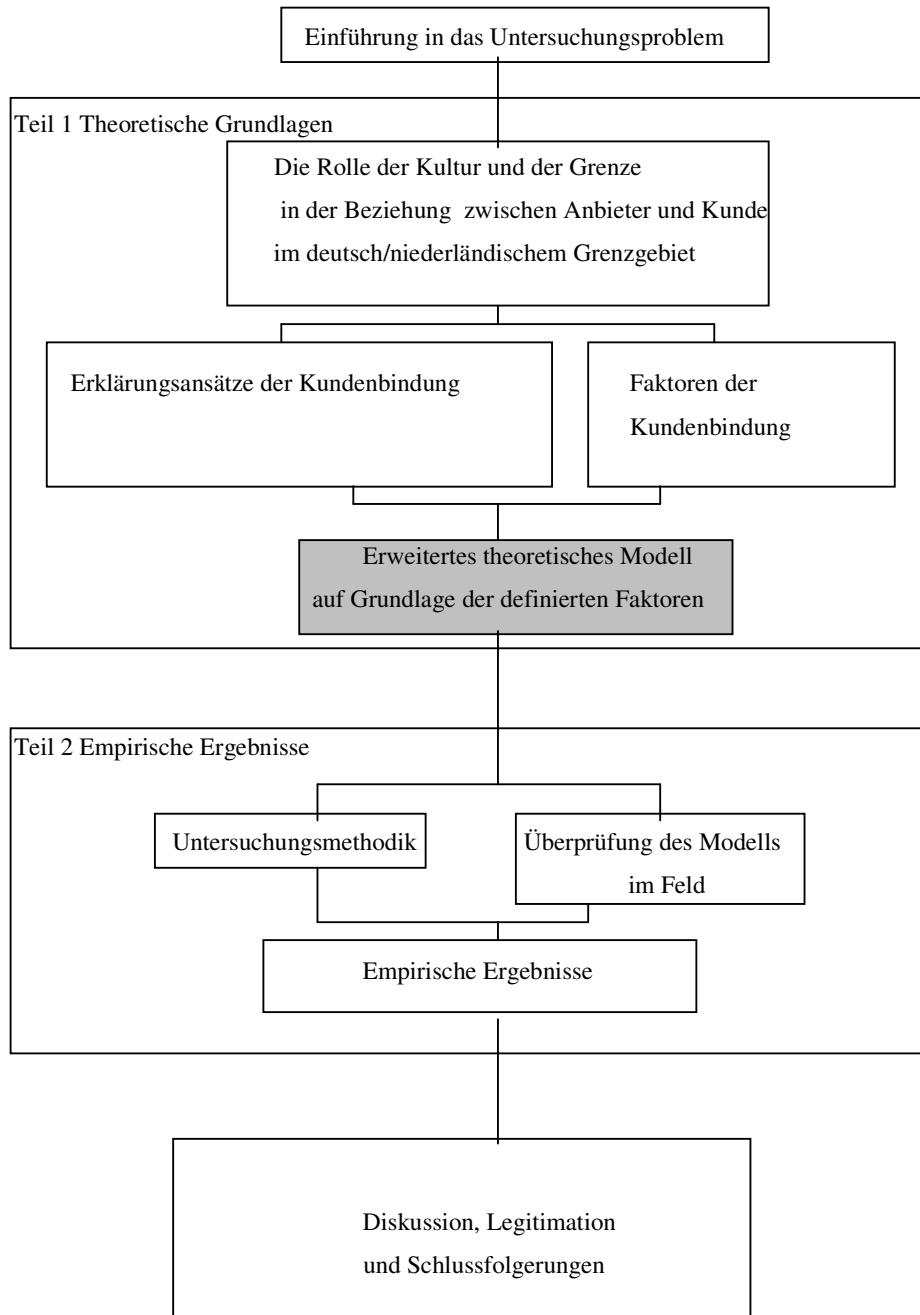 Einführung in das Untersuchungsproblem
Teil 1 Theoretische Grundlagen
Die Rolle der Kultur und der Grenze
in der Beziehung zwischen Anbieter und Kunde
im deutsch/niederländischem Grenzgebiet
Erklärungsansätze der Kundenbindung
Faktoren der
Kundenbindung
Erweitertes theoretisches Modell
auf Grundlage der definierten Faktoren
Teil 2 Empirische Ergebnisse
Untersuchungsmethodik
Überprüfung des Modells
im Feld
Empirische Ergebnisse
Diskussion, Legitimation
und Schlussfolgerungen